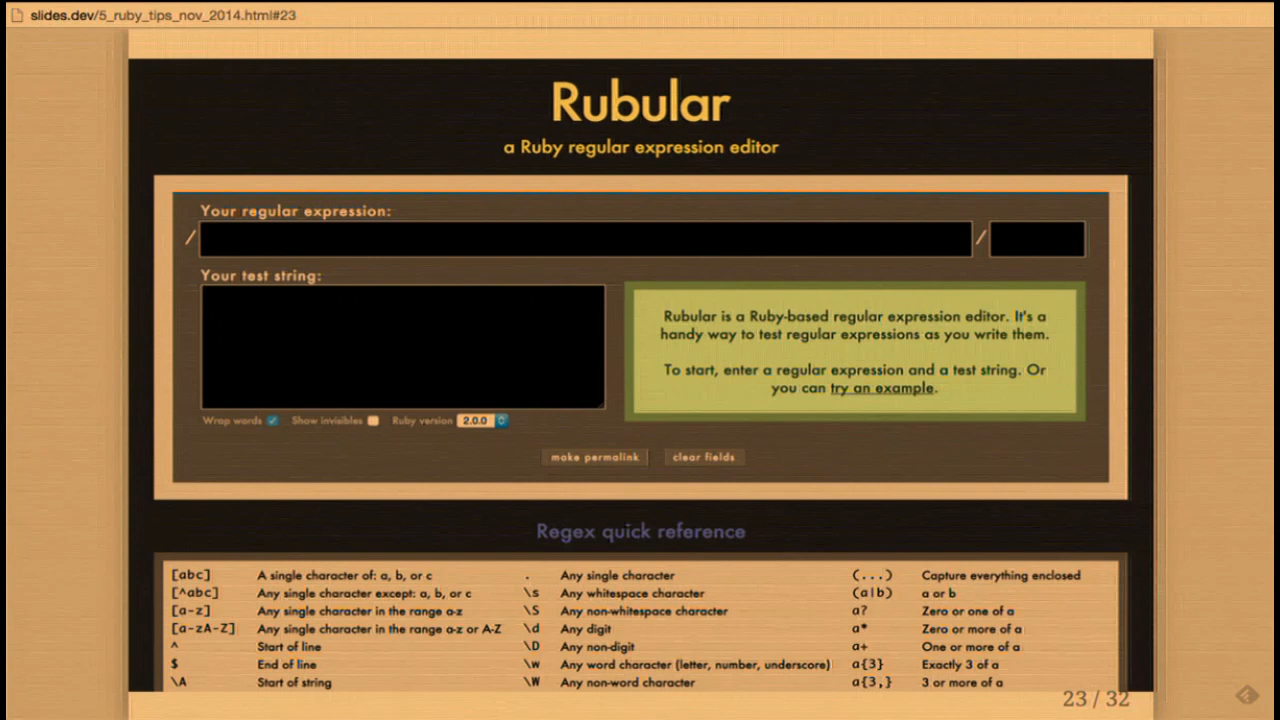 slides.dev/5_ruby_tips_nov_2014.html#23
Rubular
a Ruby regular expression editor
Your regular expression:
/ /
Your test string:
Rubular is a Ruby-based regular expression editor. It's a
handy way to test regular expressions as you write them.
To start, enter a regular expression and a test string. Or
you can try an example.
Wrap words Show invisibles Ruby version 2.0.0
make permalink clear fields
Regex quick reference
[abc] A single character of: a, b, or c . Any single character (...) Capture everything enclosed
[^abc] Any single character except: a, b, or c \s Any whitespace character (a|b) a or b
[a-z] Any single character in the range a-z \S Any non-whitespace character a? Zero or one of a
[a-zA-Z] Any single character in the range a-z or A-Z \d Any digit a* Zero or more of a
^ Start of line \D Any non-digit a+ One or more of a
$ End of line \w Any word character (letter, number, underscore) a{3} Exactly 3 of a
\A Start of string \W Any non-word character a{3,} 3 or more of a
23 / 32